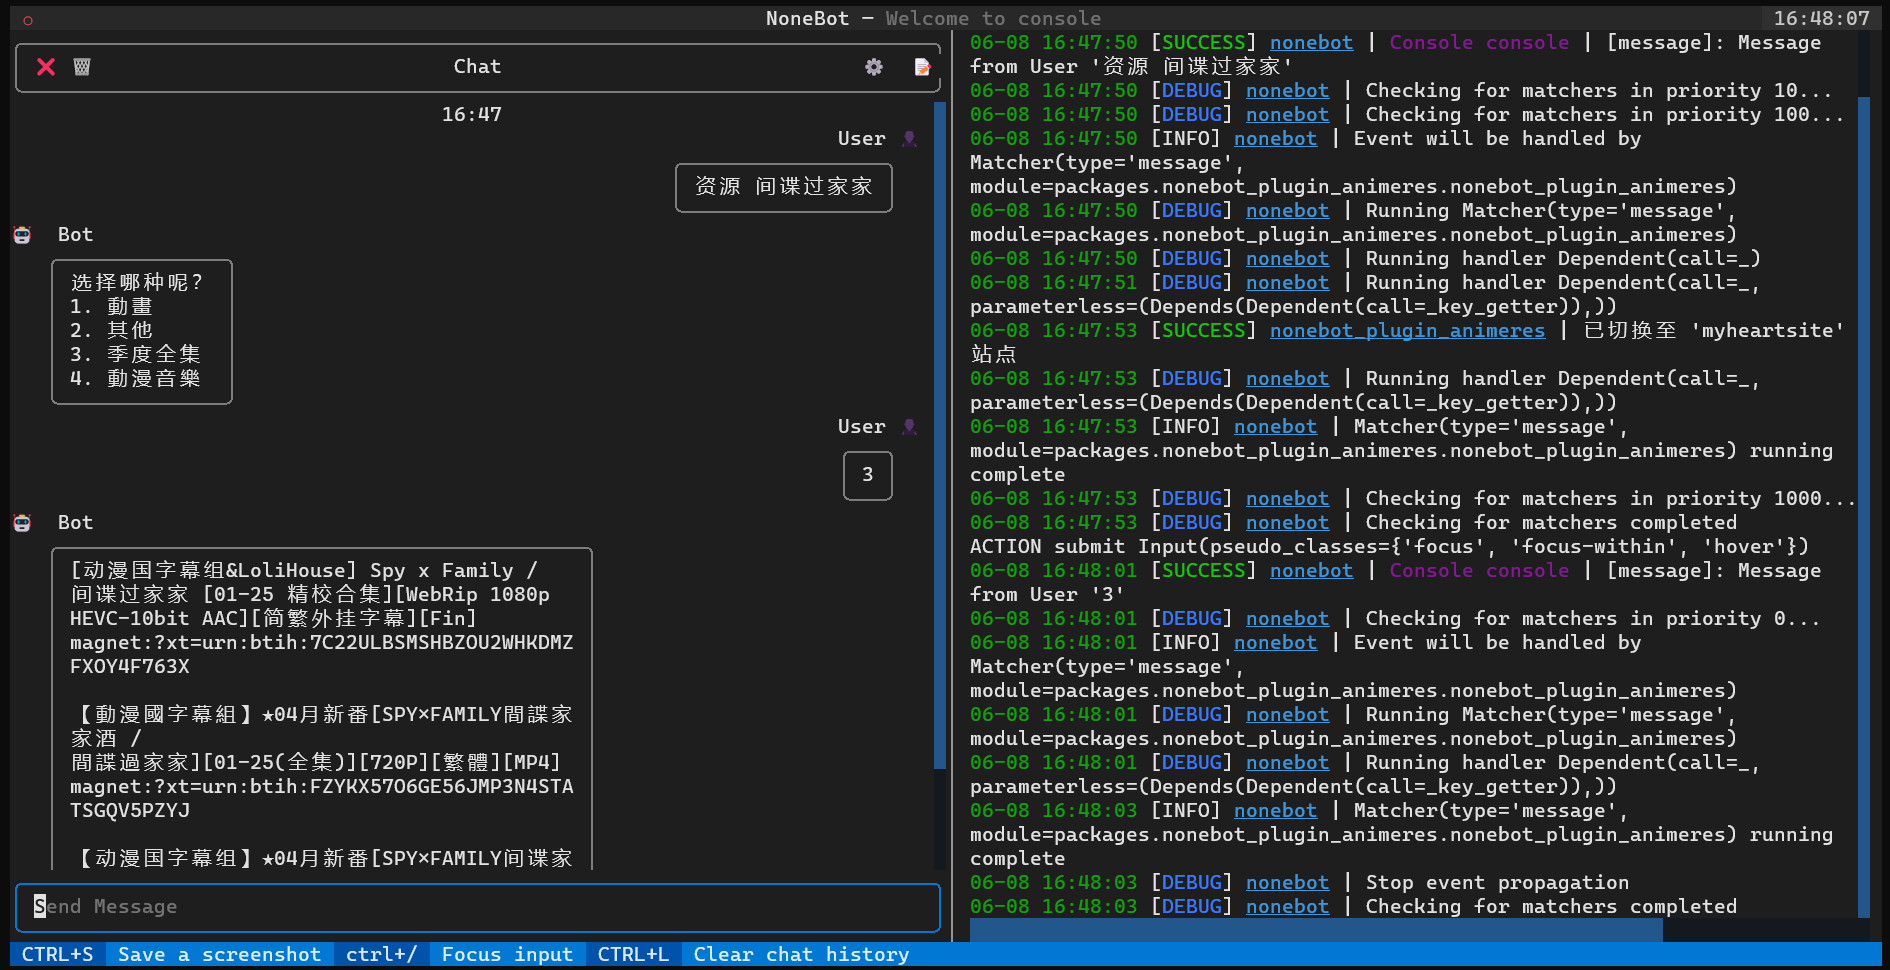 NoneBot — Welcome to console
16:48:07
Chat
16:47
User
资源 间谍过家家
Bot
选择哪种呢?
1. 動畫
2. 其他
3. 季度全集
4. 動漫音樂
User
3
Bot
[动漫国字幕组&LoliHouse] Spy x Family /
间谍过家家 [01-25 精校合集][WebRip 1080p
HEVC-10bit AAC][简繁外挂字幕][Fin]
magnet:?xt=urn:btih:7C22ULBSMSHBZOU2WHKDMZ
FXOY4F763X
【動漫國字幕組】★04月新番[SPY×FAMILY間諜家
家酒 /
間諜過家家][01-25(全集)][720P][繁體][MP4]
magnet:?xt=urn:btih:FZYKX57O6GE56JMP3N4STA
TSGQV5PZYJ
【动漫国字幕组】★04月新番[SPY×FAMILY间谍家
Send Message
06-08 16:47:50 [SUCCESS] nonebot | Console console | [message]: Message
from User '资源 间谍过家家'
06-08 16:47:50 [DEBUG] nonebot | Checking for matchers in priority 10...
06-08 16:47:50 [DEBUG] nonebot | Checking for matchers in priority 100...
06-08 16:47:50 [INFO] nonebot | Event will be handled by
Matcher(type='message',
module=packages.nonebot_plugin_animeres.nonebot_plugin_animeres)
06-08 16:47:50 [DEBUG] nonebot | Running Matcher(type='message',
module=packages.nonebot_plugin_animeres.nonebot_plugin_animeres)
06-08 16:47:50 [DEBUG] nonebot | Running handler Dependent(call=_)
06-08 16:47:51 [DEBUG] nonebot | Running handler Dependent(call=_,
parameterless=(Depends(Dependent(call=_key_getter)),))
06-08 16:47:53 [SUCCESS] nonebot_plugin_animeres | 已切换至 'myheartsite'
站点
06-08 16:47:53 [DEBUG] nonebot | Running handler Dependent(call=_,
parameterless=(Depends(Dependent(call=_key_getter)),))
06-08 16:47:53 [INFO] nonebot | Matcher(type='message',
module=packages.nonebot_plugin_animeres.nonebot_plugin_animeres) running
complete
06-08 16:47:53 [DEBUG] nonebot | Checking for matchers in priority 1000...
06-08 16:47:53 [DEBUG] nonebot | Checking for matchers completed
ACTION submit Input(pseudo_classes={'focus', 'focus-within', 'hover'})
06-08 16:48:01 [SUCCESS] nonebot | Console console | [message]: Message
from User '3'
06-08 16:48:01 [DEBUG] nonebot | Checking for matchers in priority 0...
06-08 16:48:01 [INFO] nonebot | Event will be handled by
Matcher(type='message',
module=packages.nonebot_plugin_animeres.nonebot_plugin_animeres)
06-08 16:48:01 [DEBUG] nonebot | Running Matcher(type='message',
module=packages.nonebot_plugin_animeres.nonebot_plugin_animeres)
06-08 16:48:01 [DEBUG] nonebot | Running handler Dependent(call=_,
parameterless=(Depends(Dependent(call=_key_getter)),))
06-08 16:48:03 [INFO] nonebot | Matcher(type='message',
module=packages.nonebot_plugin_animeres.nonebot_plugin_animeres) running
complete
06-08 16:48:03 [DEBUG] nonebot | Stop event propagation
06-08 16:48:03 [DEBUG] nonebot | Checking for matchers completed
CTRL+S Save a screenshot ctrl+/ Focus input CTRL+L Clear chat history